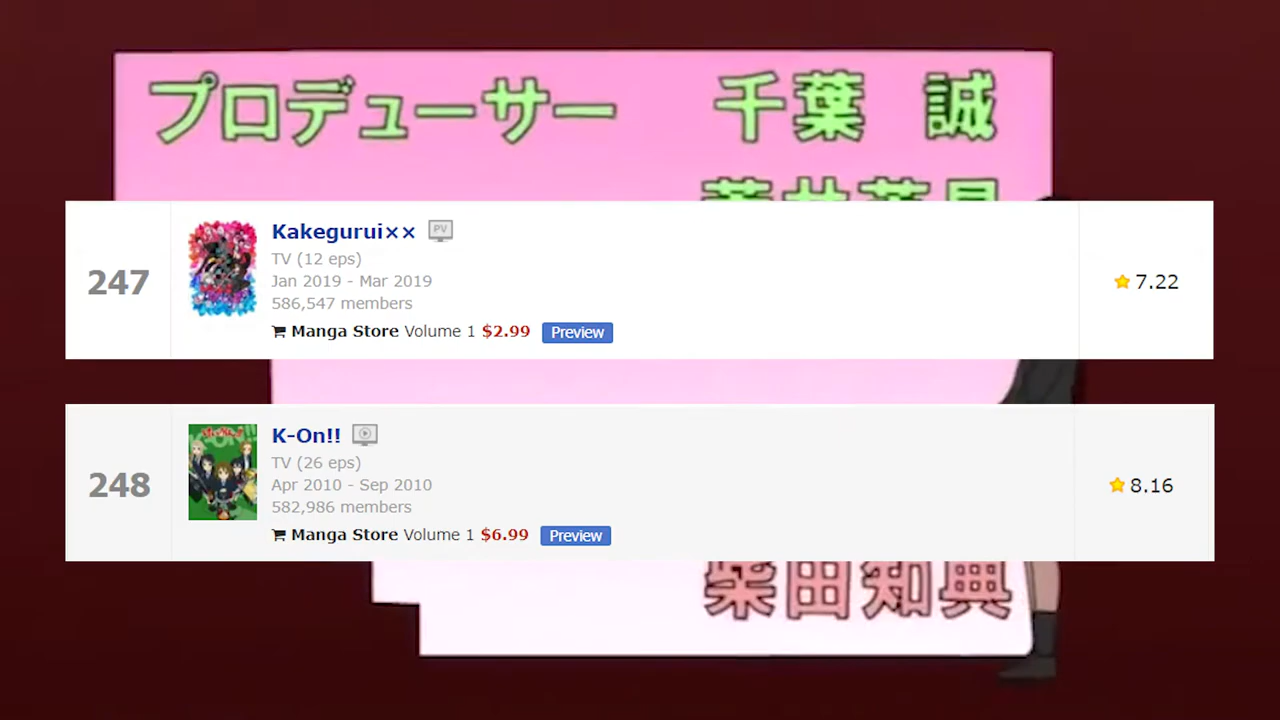 プロデューサー 千葉 誠
247
Kakegurui×× PV
TV (12 eps)
Jan 2019 - Mar 2019
586,547 members
Manga Store Volume 1 $2.99 Preview
7.22
248
K-On!!
TV (26 eps)
Apr 2010 - Sep 2010
582,986 members
Manga Store Volume 1 $6.99 Preview
8.16
柴田知典